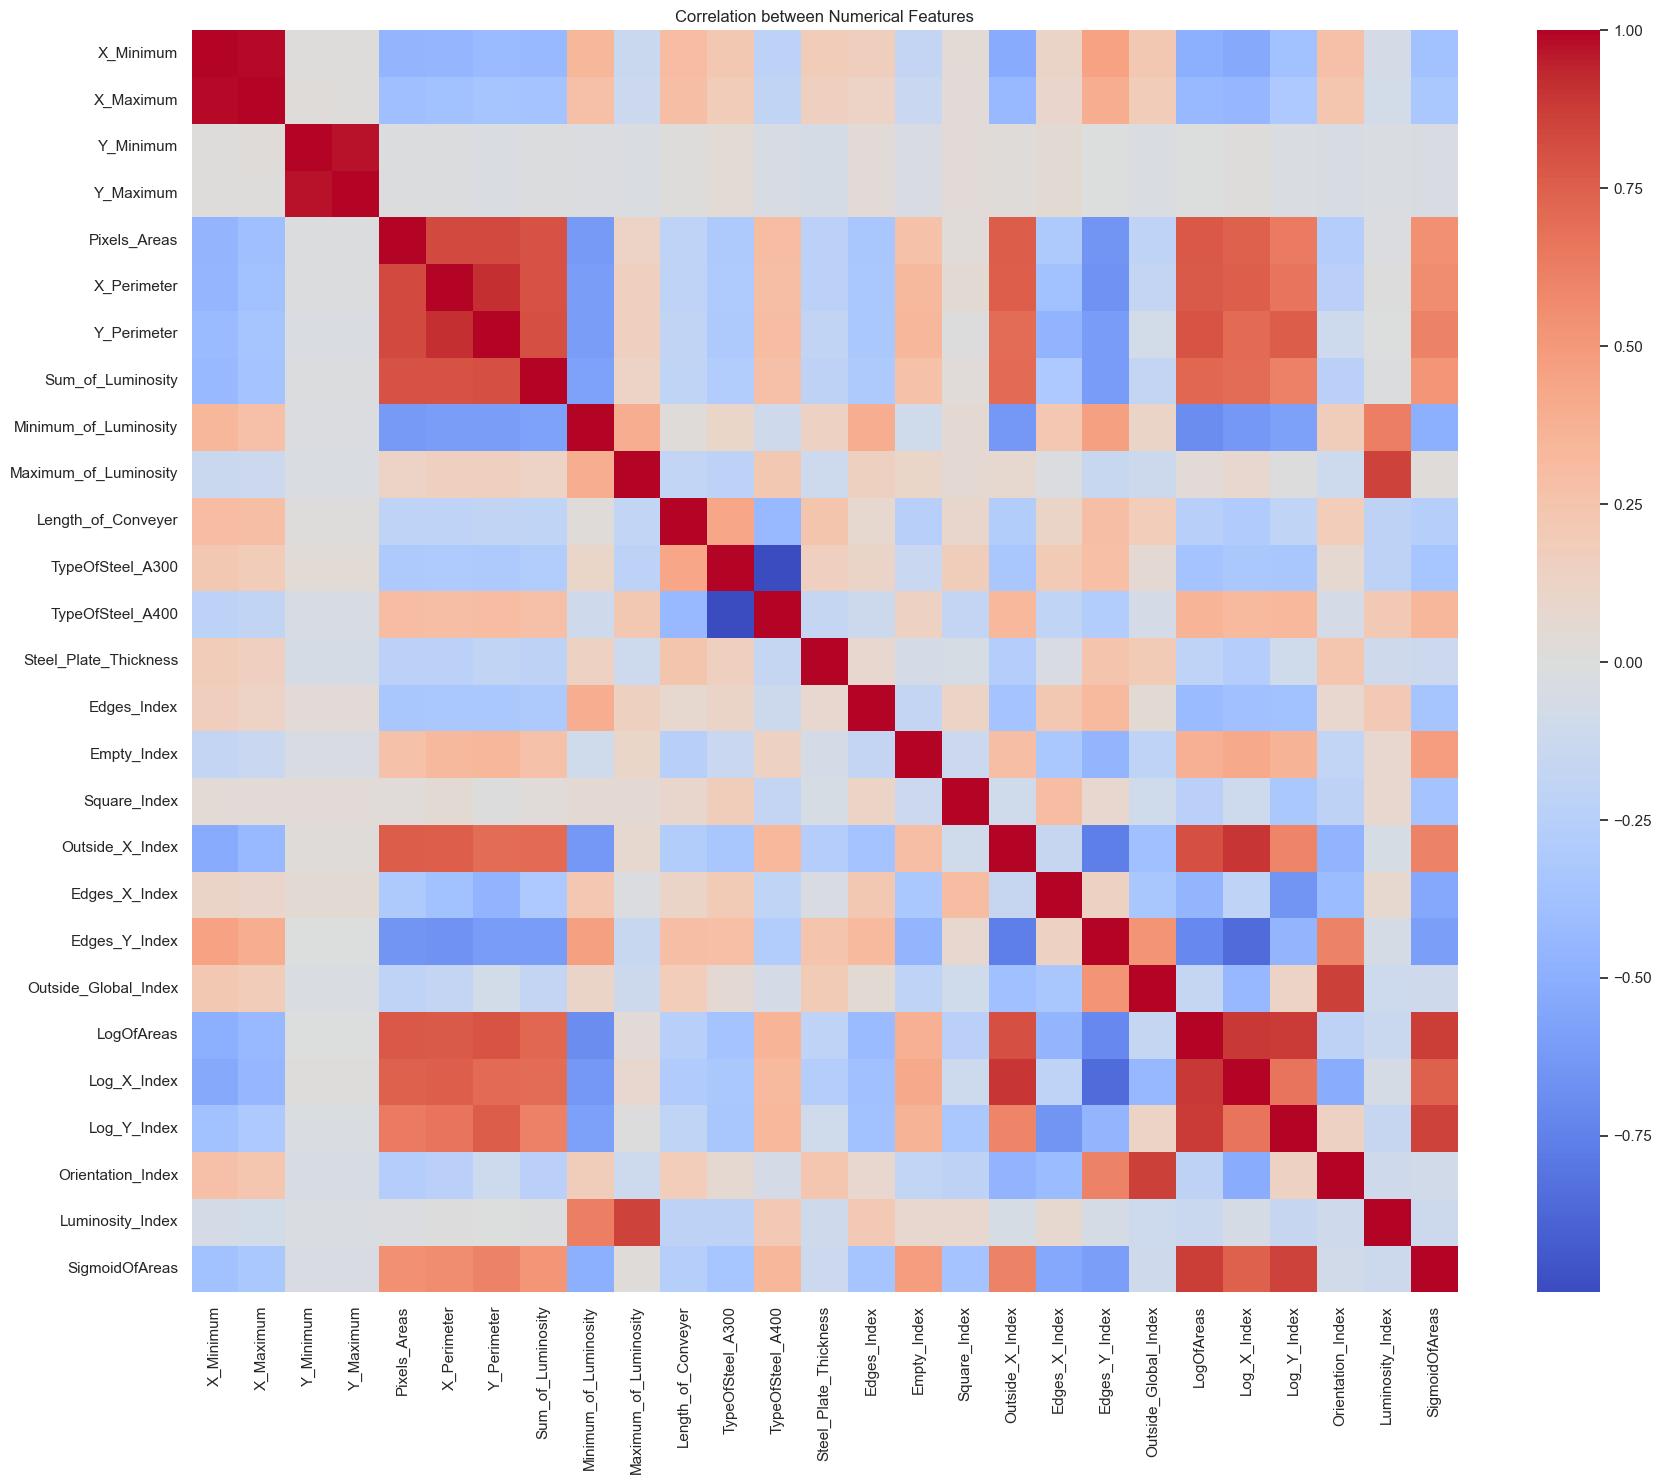 Correlation between Numerical Features
X_Minimum
X_Maximum
Y_Minimum
Y_Maximum
Pixels_Areas
X_Perimeter
Y_Perimeter
Sum_of_Luminosity
Minimum_of_Luminosity
Maximum_of_Luminosity
Length_of_Conveyer
TypeOfSteel_A300
TypeOfSteel_A400
Steel_Plate_Thickness
Edges_Index
Empty_Index
Square_Index
Outside_X_Index
Edges_X_Index
Edges_Y_Index
Outside_Global_Index
LogOfAreas
Log_X_Index
Log_Y_Index
Orientation_Index
Luminosity_Index
SigmoidOfAreas
X_Minimum
X_Maximum
Y_Minimum
Y_Maximum
Pixels_Areas
X_Perimeter
Y_Perimeter
Sum_of_Luminosity
Minimum_of_Luminosity
Maximum_of_Luminosity
Length_of_Conveyer
TypeOfSteel_A300
TypeOfSteel_A400
Steel_Plate_Thickness
Edges_Index
Empty_Index
Square_Index
Outside_X_Index
Edges_X_Index
Edges_Y_Index
Outside_Global_Index
LogOfAreas
Log_X_Index
Log_Y_Index
Orientation_Index
Luminosity_Index
SigmoidOfAreas
1.00
0.75
0.50
0.25
0.00
−0.25
−0.50
−0.75